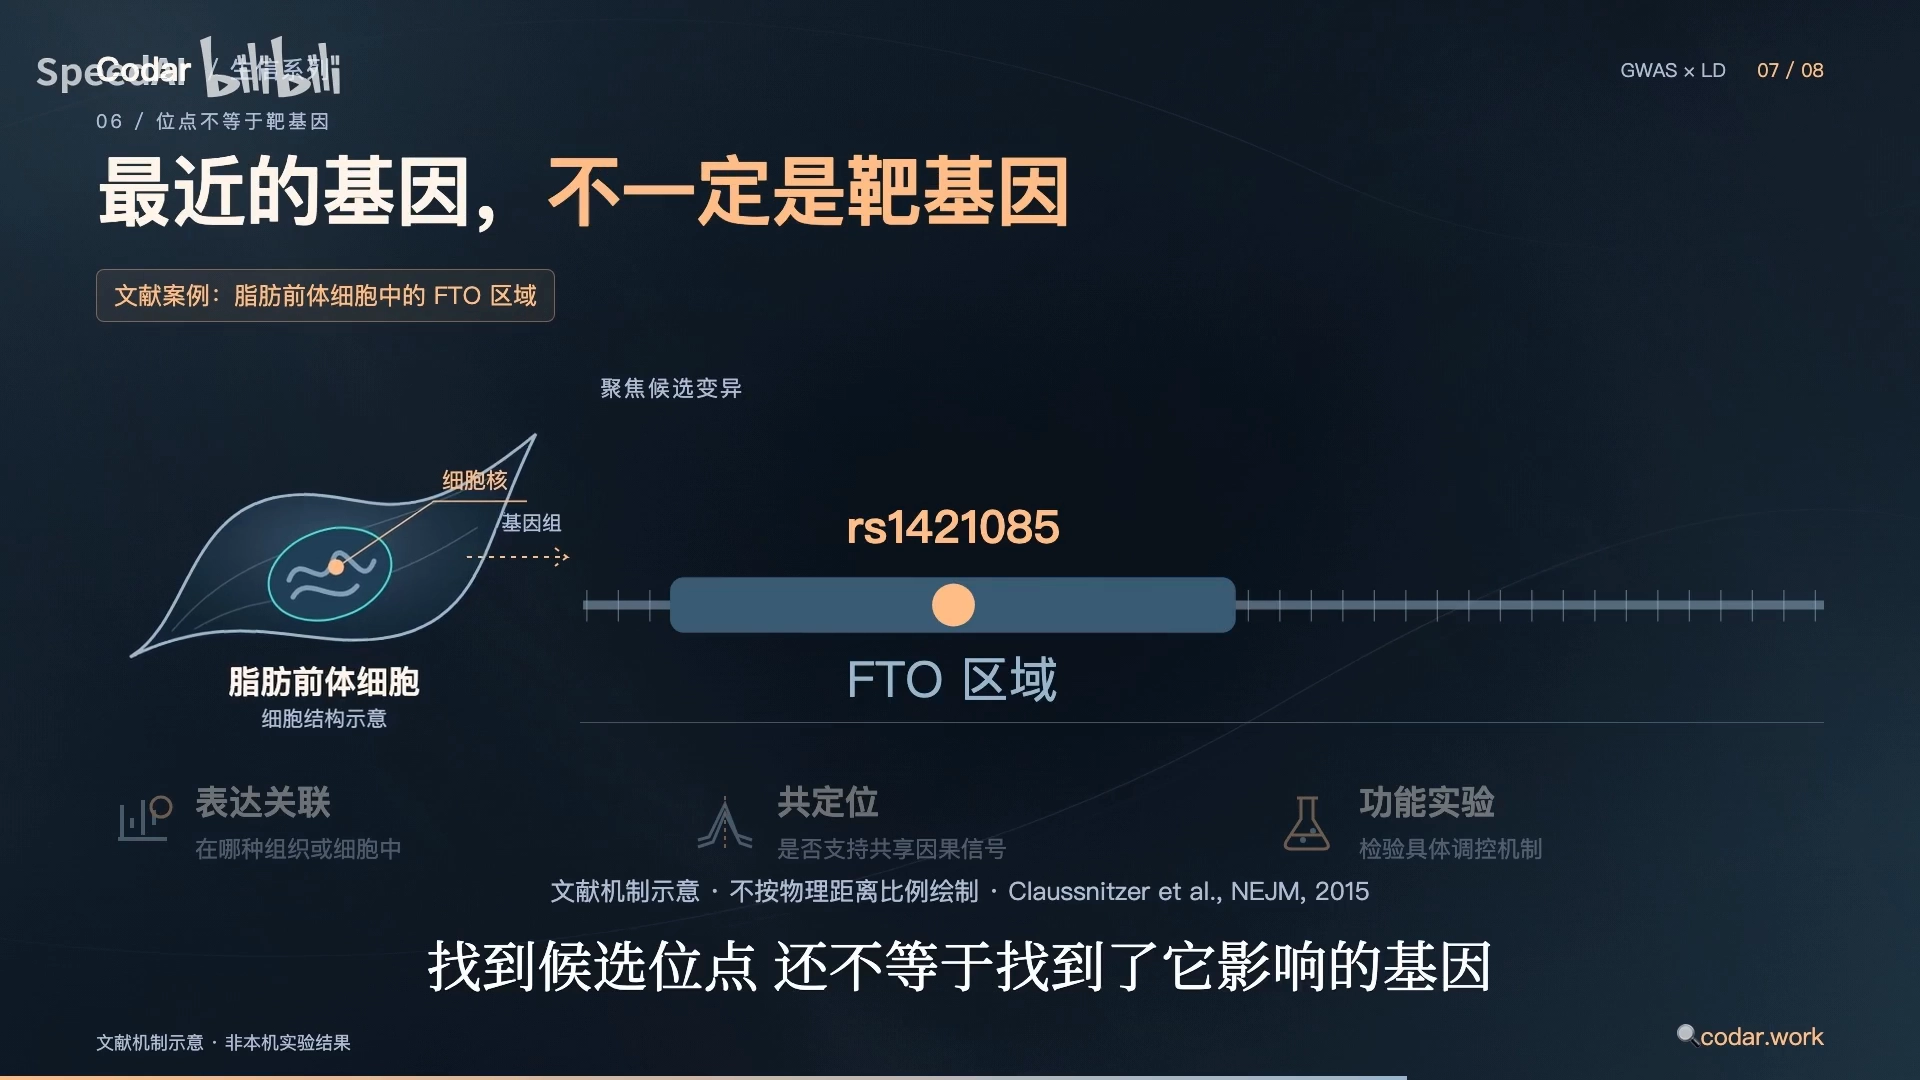 SpeedAI bilibili
Codar / 生信系列
GWAS × LD 07 / 08
06 / 位点不等于靶基因
最近的基因，不一定是靶基因
文献案例：脂肪前体细胞中的 FTO 区域
聚焦候选变异
细胞核
基因组
rs1421085
FTO 区域
脂肪前体细胞
细胞结构示意
表达关联
在哪种组织或细胞中
共定位
是否支持共享因果信号
功能实验
检验具体调控机制
文献机制示意 · 不按物理距离比例绘制 · Claussnitzer et al., NEJM, 2015
找到候选位点 还不等于找到了它影响的基因
文献机制示意 · 非本机实验结果
codar.work